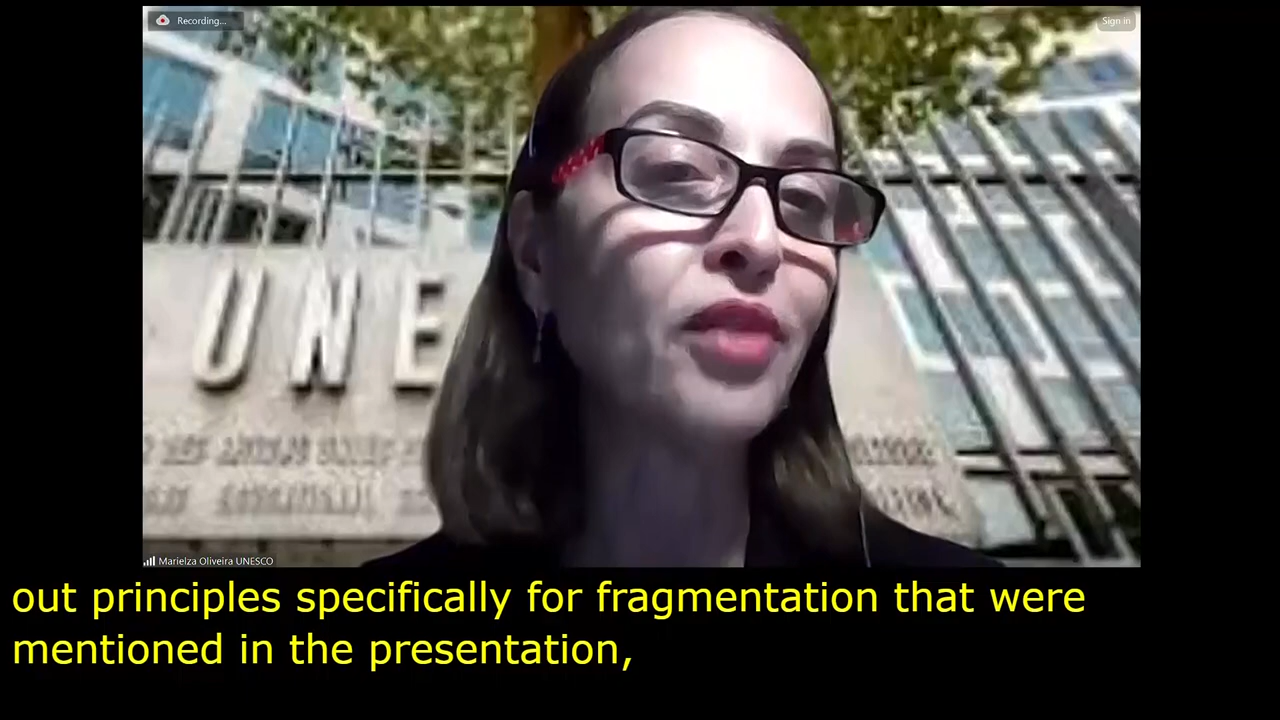 Recording...
Sign in
UNE
Marielza Oliveira UNESCO
out principles specifically for fragmentation that were
mentioned in the presentation,